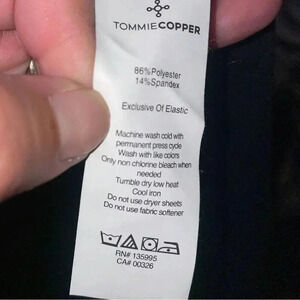 TOMMIECOPPER
86%Polyester
14%Spandex
Exclusive Of Elastic
Machine wash cold with
permanent press cycle
Wash with like colors
Only non chlorine bleach when
needed
Tumble dry low heat
Cool iron
Do not use dryer sheets
Do not use fabric softener
RN# 135995
CA# 00326